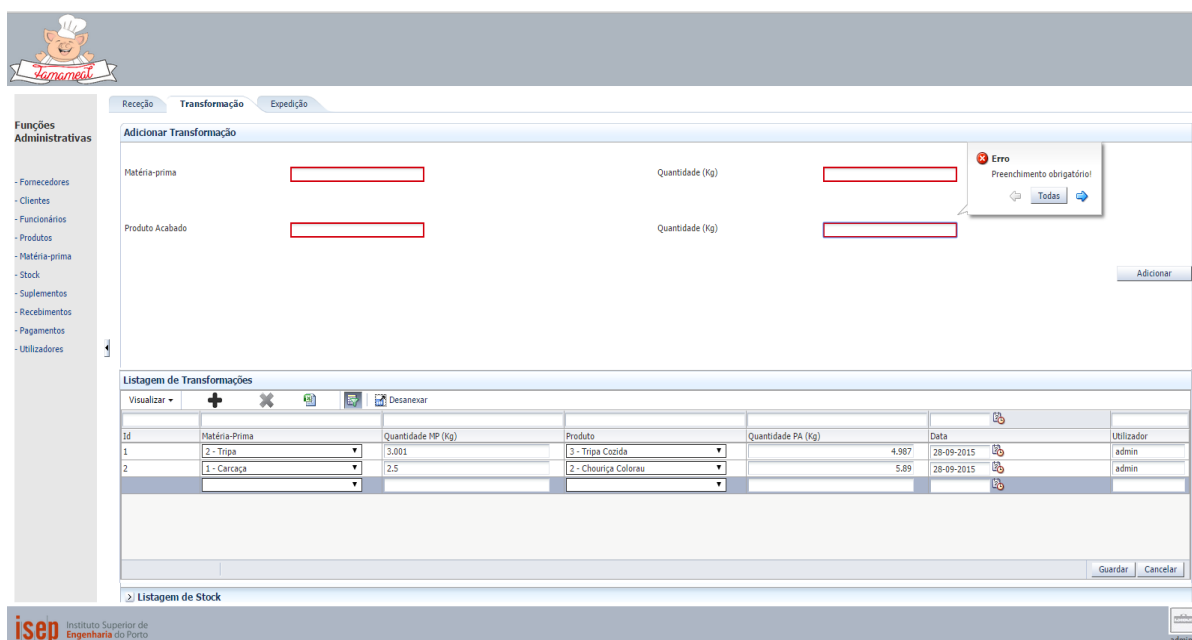 Jamameat
Receção Transformação Expedição
Funções
Administrativas
- Fornecedores
- Clientes
- Funcionários
- Produtos
- Matéria-prima
- Stock
- Suplementos
- Recebimentos
- Pagamentos
- Utilizadores
Adicionar Transformação
Matéria-prima Quantidade (Kg)
Erro
Preenchimento obrigatório!
Todas
Produto Acabado Quantidade (Kg)
Adicionar
Listagem de Transformações
Visualizar Desanexar
Id Matéria-Prima Quantidade MP (Kg) Produto Quantidade PA (Kg) Data Utilizador
1 2 - Tripa 3.001 3 - Tripa Cozida 4.987 28-09-2015 admin
2 1 - Carcaça 2.5 2 - Chouriça Colorau 5.89 28-09-2015 admin
Guardar Cancelar
Listagem de Stock
isep Instituto Superior de
Engenharia do Porto